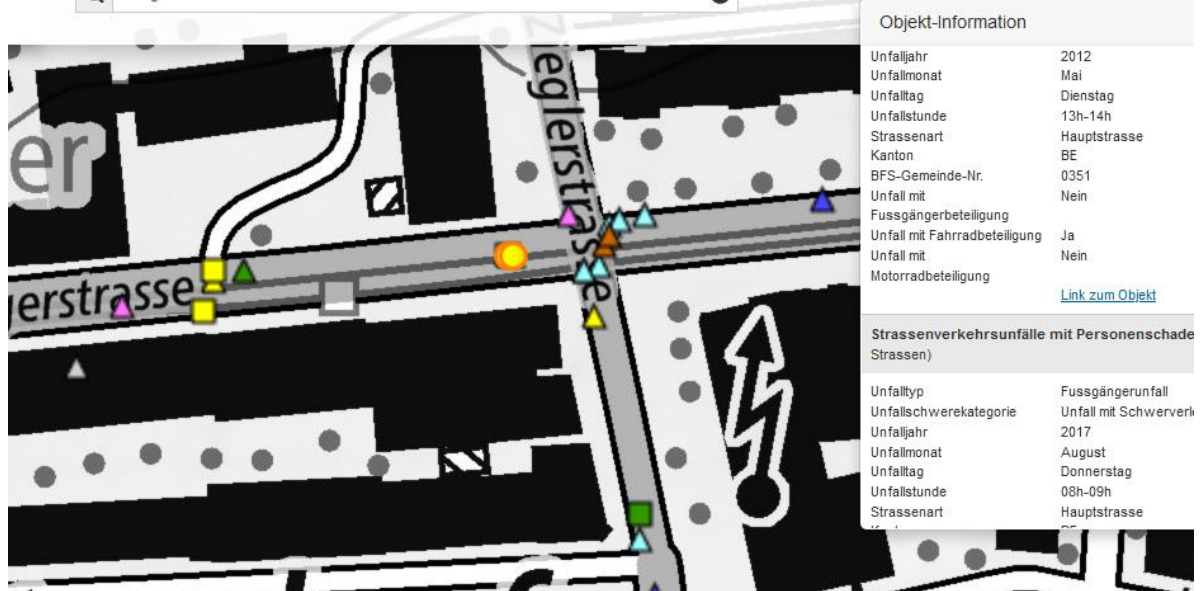 Objekt-Information
Unfalljahr 2012
Unfallmonat Mai
Unfalltag Dienstag
Unfallstunde 13h-14h
Strassenart Hauptstrasse
Kanton BE
BFS-Gemeinde-Nr. 0351
Unfall mit Nein
Fussgängerbeteiligung
Unfall mit Fahrradbeteiligung Ja
Unfall mit Nein
Motorradbeteiligung
Link zum Objekt
Strassenverkehrsunfälle mit Personenschade
Strassen)
Unfalltyp Fussgängerunfall
Unfallschwerekategorie Unfall mit Schwerverle
Unfalljahr 2017
Unfallmonat August
Unfalltag Donnerstag
Unfallstunde 08h-09h
Strassenart Hauptstrasse
Zieglerstrasse
er
gerstrasse